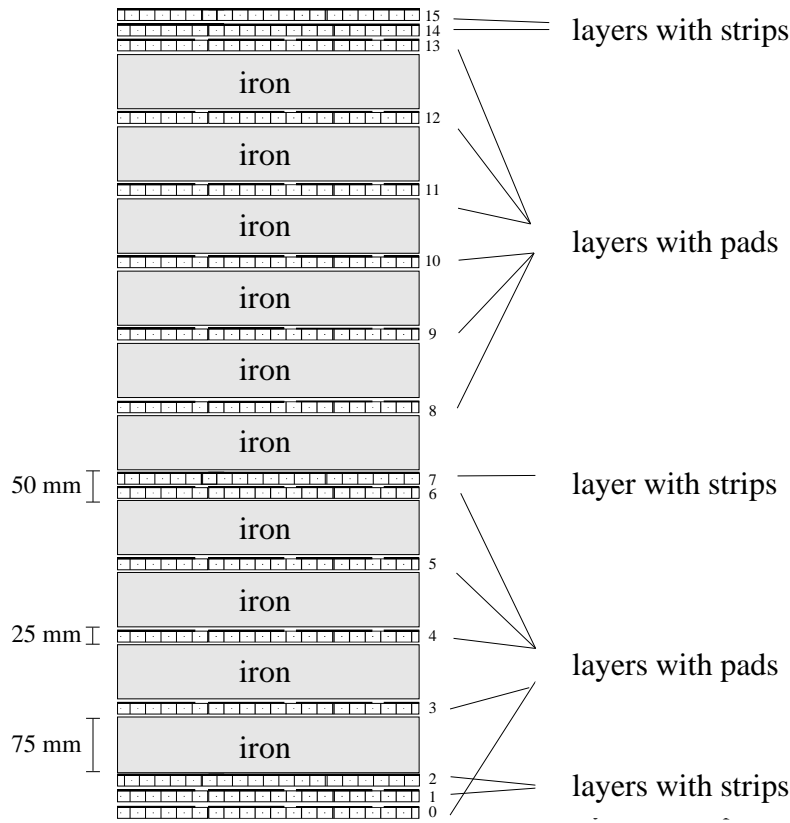 15
layers with strips
14
13
iron
12
iron
11
iron
layers with pads
10
iron
9
iron
8
iron
7
layer with strips
50 mm
6
iron
5
iron
25 mm
4
layers with pads
iron
3
75 mm
iron
2
layers with strips
1
0